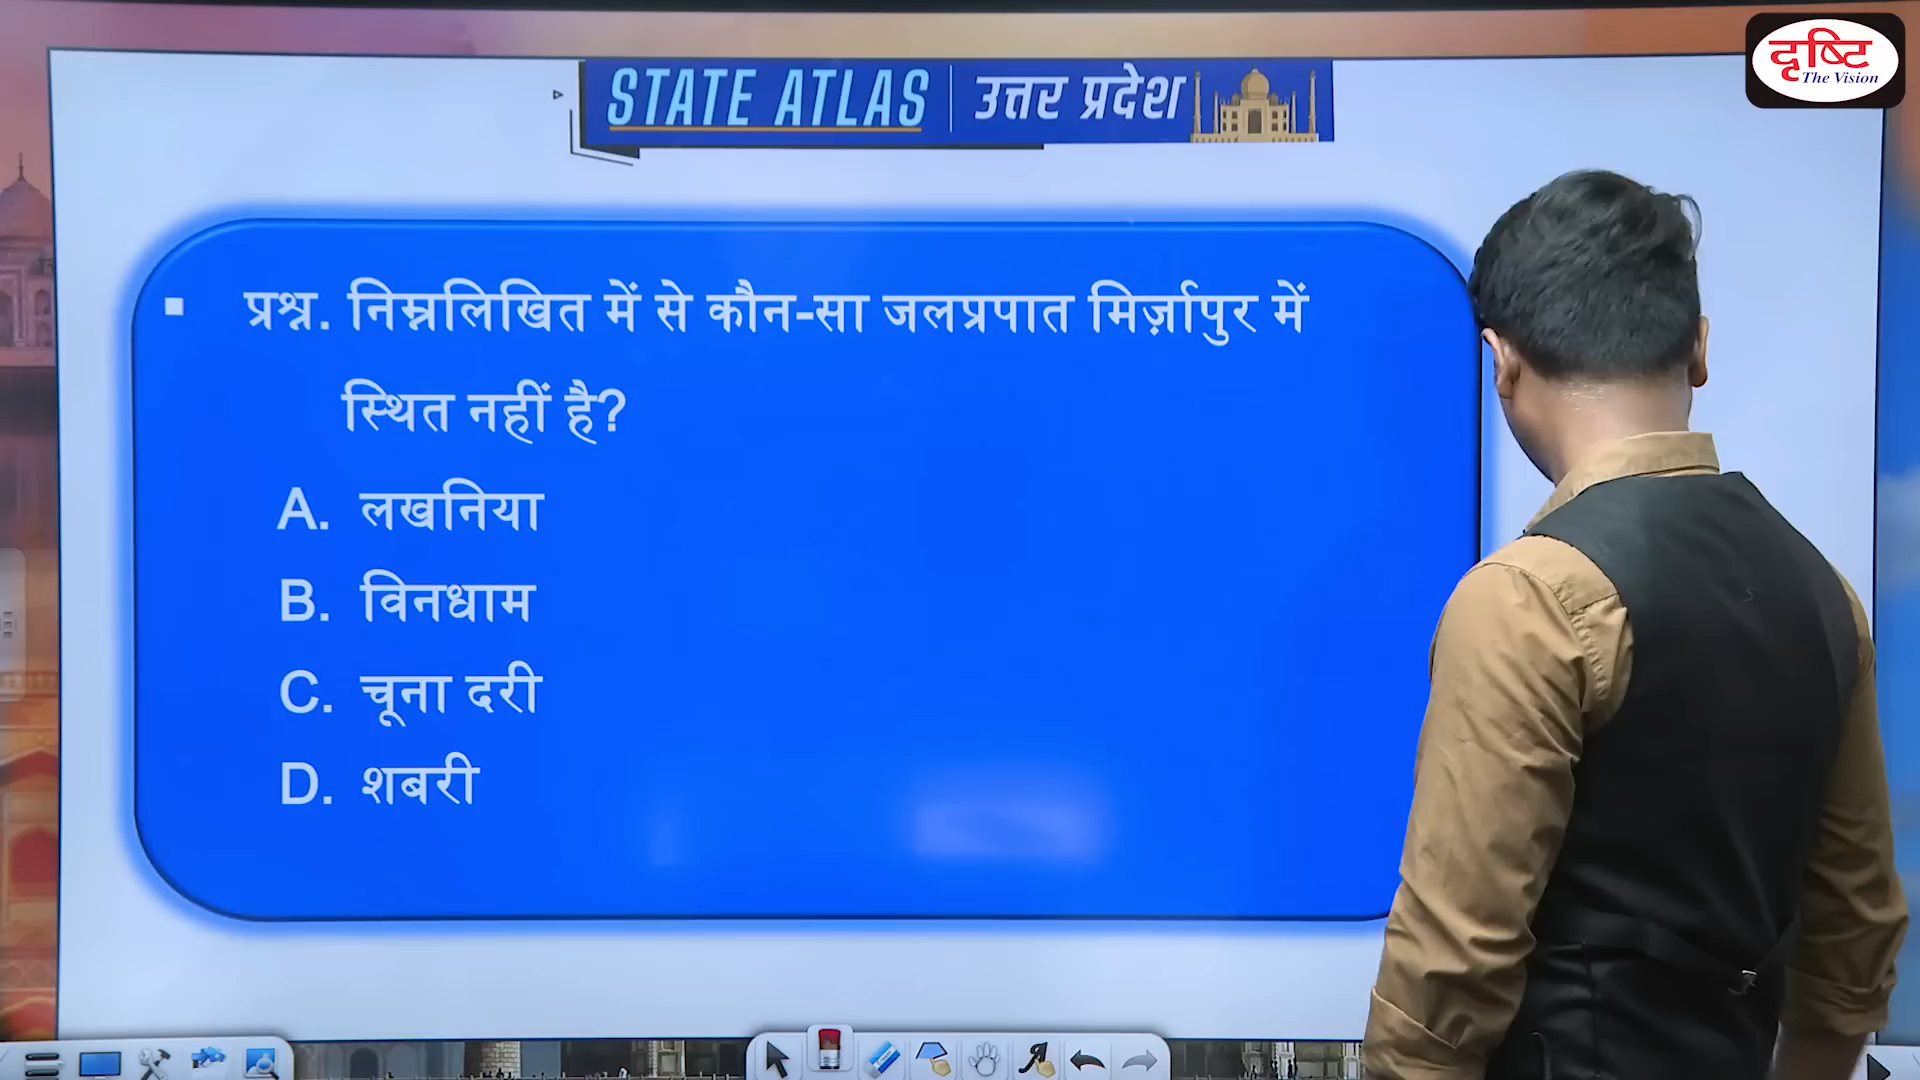 दृष्टि
The Vision
STATE ATLAS उत्तर प्रदेश
प्रश्न. निम्नलिखित में से कौन-सा जलप्रपात मिर्ज़ापुर में
स्थित नहीं है?
A. लखनिया
B. विनधाम
C. चूना दरी
D. शबरी